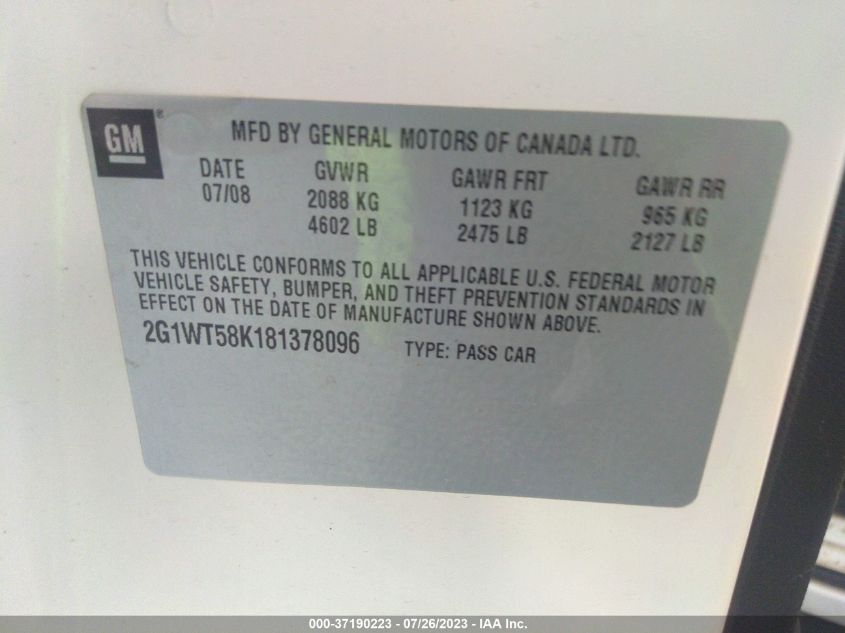 GM®
MFD BY GENERAL MOTORS OF CANADA LTD.
DATE GVWR GAWR FRT GAWR RR
07/08 2088 KG 1123 KG 965 KG
4602 LB 2475 LB 2127 LB
THIS VEHICLE CONFORMS TO ALL APPLICABLE U.S. FEDERAL MOTOR
VEHICLE SAFETY, BUMPER, AND THEFT PREVENTION STANDARDS IN
EFFECT ON THE DATE OF MANUFACTURE SHOWN ABOVE.
2G1WT58K181378096 TYPE: PASS CAR
000-37190223 - 07/26/2023 - IAA Inc.